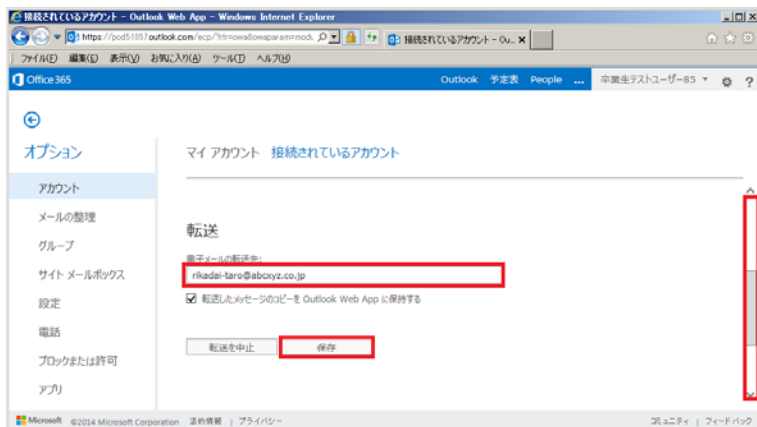 接続されているアカウント - Outlook Web App - Windows Internet Explorer
https://pod51057.outlook.com/ecp/?rfr=owa&owaparam=mod. 接続されているアカウント - Ou...
ファイル(F) 編集(E) 表示(V) お気に入り(A) ツール(T) ヘルプ(H)
Office 365 Outlook 予定表 People ... 卒業生テストユーザー85 ?
オプション
マイ アカウント 接続されているアカウント
アカウント
メールの整理
グループ
サイト メールボックス
設定
電話
ブロックまたは許可
アプリ
転送
電子メールの転送先:
rikadai-taro@abcxyz.co.jp
転送したメッセージのコピーを Outlook Web App に保持する
転送を中止 保存
Microsoft ©2014 Microsoft Corporation 法的情報 | プライバシー コミュニティ | フィードバック